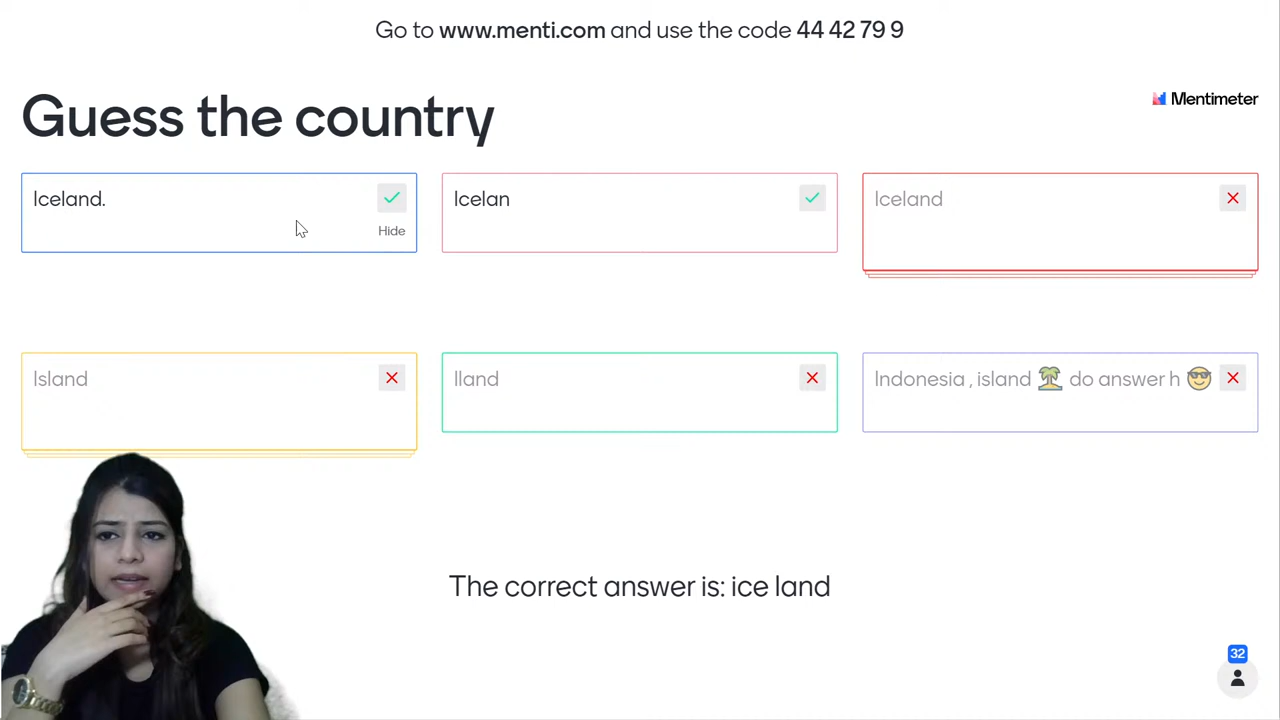 Go to www.menti.com and use the code 44 42 79 9
Guess the country
Mentimeter
Iceland.
Hide
Icelan
Iceland
Island
Iland
Indonesia , island 🏝️ do answer h 😎
The correct answer is: ice land
32